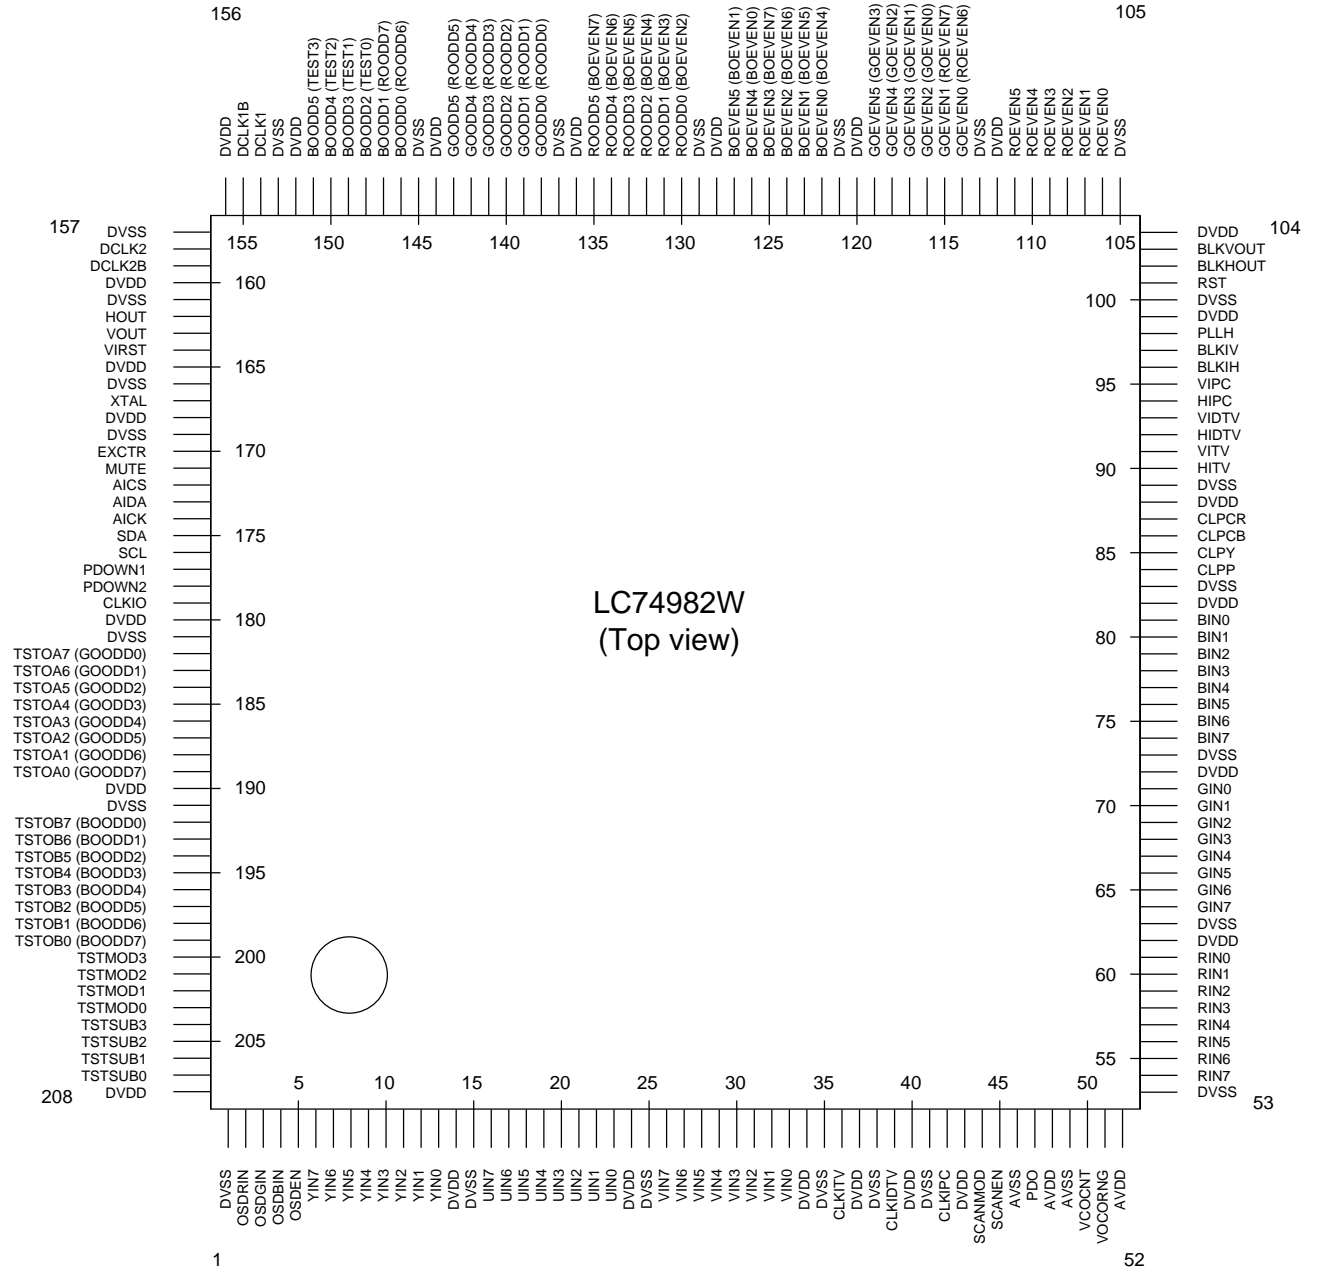 156
105
DVDD
DCLK1B
DCLK1
DVSS
DVDD
BOODD5 (TEST3)
BOODD4 (TEST2)
BOODD3 (TEST1)
BOODD2 (TEST0)
BOODD1 (ROODD7)
BOODD0 (ROODD6)
DVSS
DVDD
GOODD5 (ROODD5)
GOODD4 (ROODD4)
GOODD3 (ROODD3)
GOODD2 (ROODD2)
GOODD1 (ROODD1)
GOODD0 (ROODD0)
DVSS
DVDD
ROODD5 (BOEVEN7)
ROODD4 (BOEVEN6)
ROODD3 (BOEVEN5)
ROODD2 (BOEVEN4)
ROODD1 (BOEVEN3)
ROODD0 (BOEVEN2)
DVSS
DVDD
BOEVEN5 (BOEVEN1)
BOEVEN4 (BOEVEN0)
BOEVEN3 (BOEVEN7)
BOEVEN2 (BOEVEN6)
BOEVEN1 (BOEVEN5)
BOEVEN0 (BOEVEN4)
DVSS
DVDD
GOEVEN5 (GOEVEN3)
GOEVEN4 (GOEVEN2)
GOEVEN3 (GOEVEN1)
GOEVEN2 (GOEVEN0)
GOEVEN1 (ROEVEN7)
GOEVEN0 (ROEVEN6)
DVSS
DVDD
ROEVEN5
ROEVEN4
ROEVEN3
ROEVEN2
ROEVEN1
ROEVEN0
DVSS
155
150
145
140
135
130
125
120
115
110
105
157
DVSS
DCLK2
DCLK2B
DVDD
160
DVSS
HOUT
VOUT
VIRST
DVDD
165
DVSS
XTAL
DVDD
DVSS
EXCTR
170
MUTE
AICS
AIDA
AICK
SDA
175
SCL
PDOWN1
PDOWN2
CLKIO
DVDD
180
DVSS
TSTOA7 (GOODD0)
TSTOA6 (GOODD1)
TSTOA5 (GOODD2)
TSTOA4 (GOODD3)
185
TSTOA3 (GOODD4)
TSTOA2 (GOODD5)
TSTOA1 (GOODD6)
TSTOA0 (GOODD7)
DVDD
190
DVSS
TSTOB7 (BOODD0)
TSTOB6 (BOODD1)
TSTOB5 (BOODD2)
TSTOB4 (BOODD3)
195
TSTOB3 (BOODD4)
TSTOB2 (BOODD5)
TSTOB1 (BOODD6)
TSTOB0 (BOODD7)
TSTMOD3
200
TSTMOD2
TSTMOD1
TSTMOD0
TSTSUB3
TSTSUB2
205
TSTSUB1
TSTSUB0
DVDD
208
LC74982W
(Top view)
104
DVDD
BLKVOUT
BLKHOUT
RST
100
DVSS
DVDD
PLLH
BLKIV
BLKIH
95
VIPC
HIPC
VIDTV
HIDTV
VITV
90
HITV
DVSS
DVDD
CLPCR
CLPCB
85
CLPY
CLPP
DVSS
DVDD
BIN0
80
BIN1
BIN2
BIN3
BIN4
BIN5
75
BIN6
BIN7
DVSS
DVDD
GIN0
70
GIN1
GIN2
GIN3
GIN4
GIN5
65
GIN6
GIN7
DVSS
DVDD
RIN0
60
RIN1
RIN2
RIN3
RIN4
RIN5
55
RIN6
RIN7
DVSS
53
5
10
15
20
25
30
35
40
45
50
DVSS
OSDRIN
OSDGIN
OSDBIN
OSDEN
YIN7
YIN6
YIN5
YIN4
YIN3
YIN2
YIN1
YIN0
DVDD
DVSS
UIN7
UIN6
UIN5
UIN4
UIN3
UIN2
UIN1
UIN0
DVDD
DVSS
VIN7
VIN6
VIN5
VIN4
VIN3
VIN2
VIN1
VIN0
DVDD
DVSS
CLKITV
DVDD
DVSS
CLKIDTV
DVDD
DVSS
CLKIPC
DVDD
SCANMOD
SCANEN
AVSS
PDO
AVDD
AVSS
VCOCNT
VOCORNG
AVDD
1
52